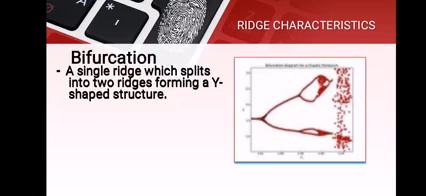 RIDGE CHARACTERISTICS
Bifurcation
- A single ridge which splits
into two ridges forming a Y-
shaped structure.